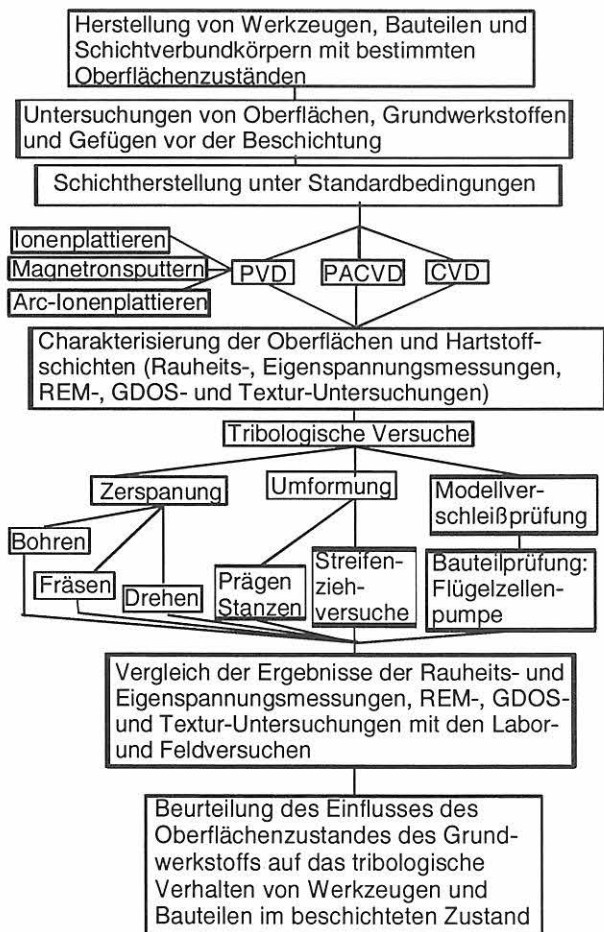 Herstellung von Werkzeugen, Bauteilen und
Schichtverbundkörpern mit bestimmten
Oberflächenzuständen
Untersuchungen von Oberflächen, Grundwerkstoffen
und Gefügen vor der Beschichtung
Schichtherstellung unter Standardbedingungen
Ionenplattieren
Magnetronsputtern
Arc-Ionenplattieren
PVD
PACVD
CVD
Charakterisierung der Oberflächen und Hartstoff-
schichten (Rauheits-, Eigenspannungsmessungen,
REM-, GDOS- und Textur-Untersuchungen)
Tribologische Versuche
Zerspanung
Bohren
Fräsen
Drehen
Umformung
Prägen
Stanzen
Streifen-
zieh-
versuche
Modellver-
schleißprüfung
Bauteilprüfung:
Flügelzellen-
pumpe
Vergleich der Ergebnisse der Rauheits- und
Eigenspannungsmessungen, REM-, GDOS-
und Textur-Untersuchungen mit den Labor-
und Feldversuchen
Beurteilung des Einflusses des
Oberflächenzustandes des Grund-
werkstoffs auf das tribologische
Verhalten von Werkzeugen und
Bauteilen im beschichteten Zustand